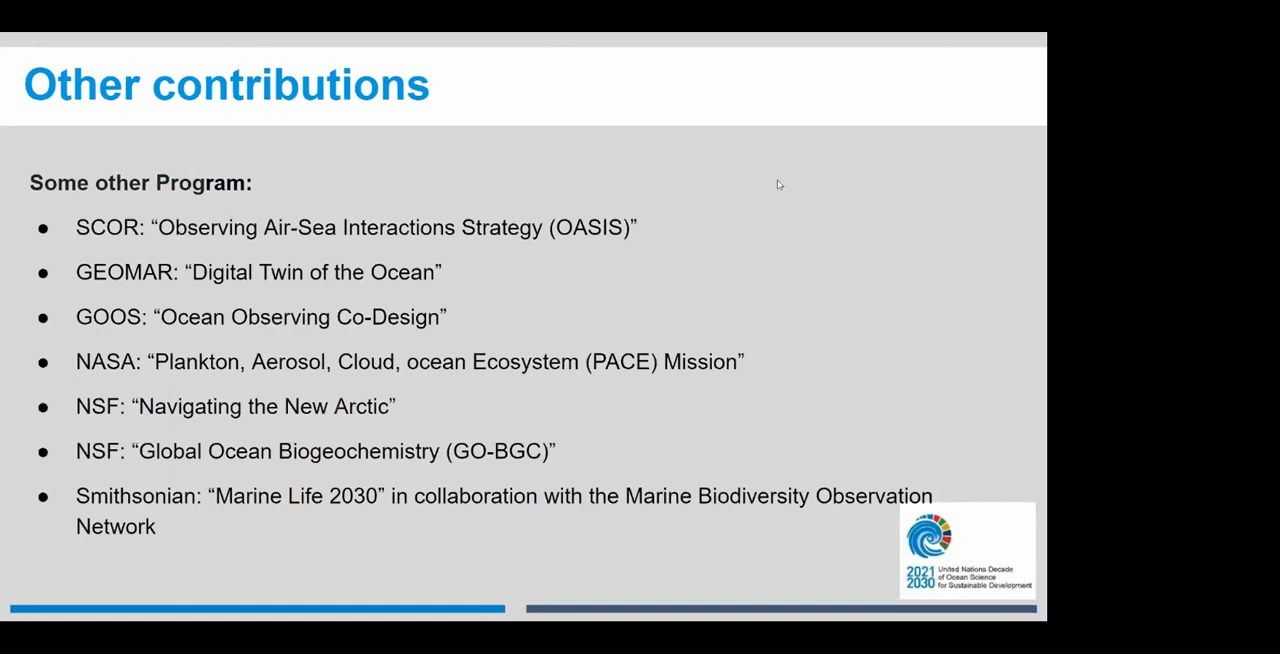 Other contributions
Some other Program:
● SCOR: “Observing Air-Sea Interactions Strategy (OASIS)”
● GEOMAR: “Digital Twin of the Ocean”
● GOOS: “Ocean Observing Co-Design”
● NASA: “Plankton, Aerosol, Cloud, ocean Ecosystem (PACE) Mission”
● NSF: “Navigating the New Arctic”
● NSF: “Global Ocean Biogeochemistry (GO-BGC)”
● Smithsonian: “Marine Life 2030” in collaboration with the Marine Biodiversity Observation
Network
2021
2030
United Nations Decade
of Ocean Science
for Sustainable Development